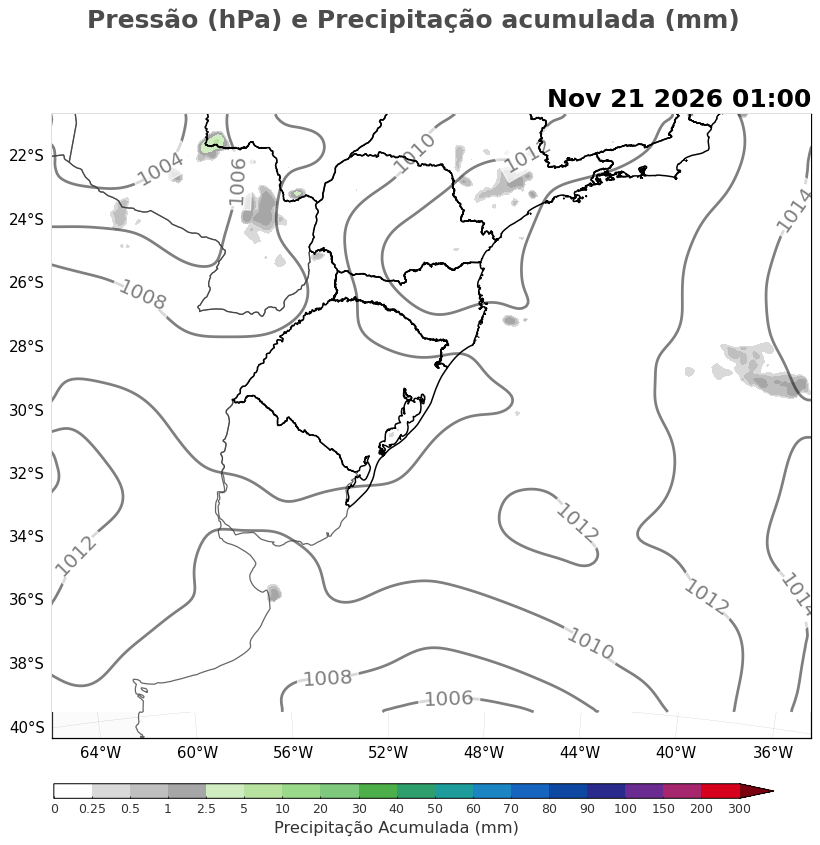 Pressão (hPa) e Precipitação acumulada (mm)
Nov 21 2026 01:00
22°S
24°S
26°S
28°S
30°S
32°S
34°S
36°S
38°S
40°S
1004
1006
1010
1012
1014
1008
1012
1012
1012
1014
1010
1008
1006
64°W 60°W 56°W 52°W 48°W 44°W 40°W 36°W
0 0.25 0.5 1 2.5 5 10 20 30 40 50 60 70 80 90 100 150 200 300
Precipitação Acumulada (mm)